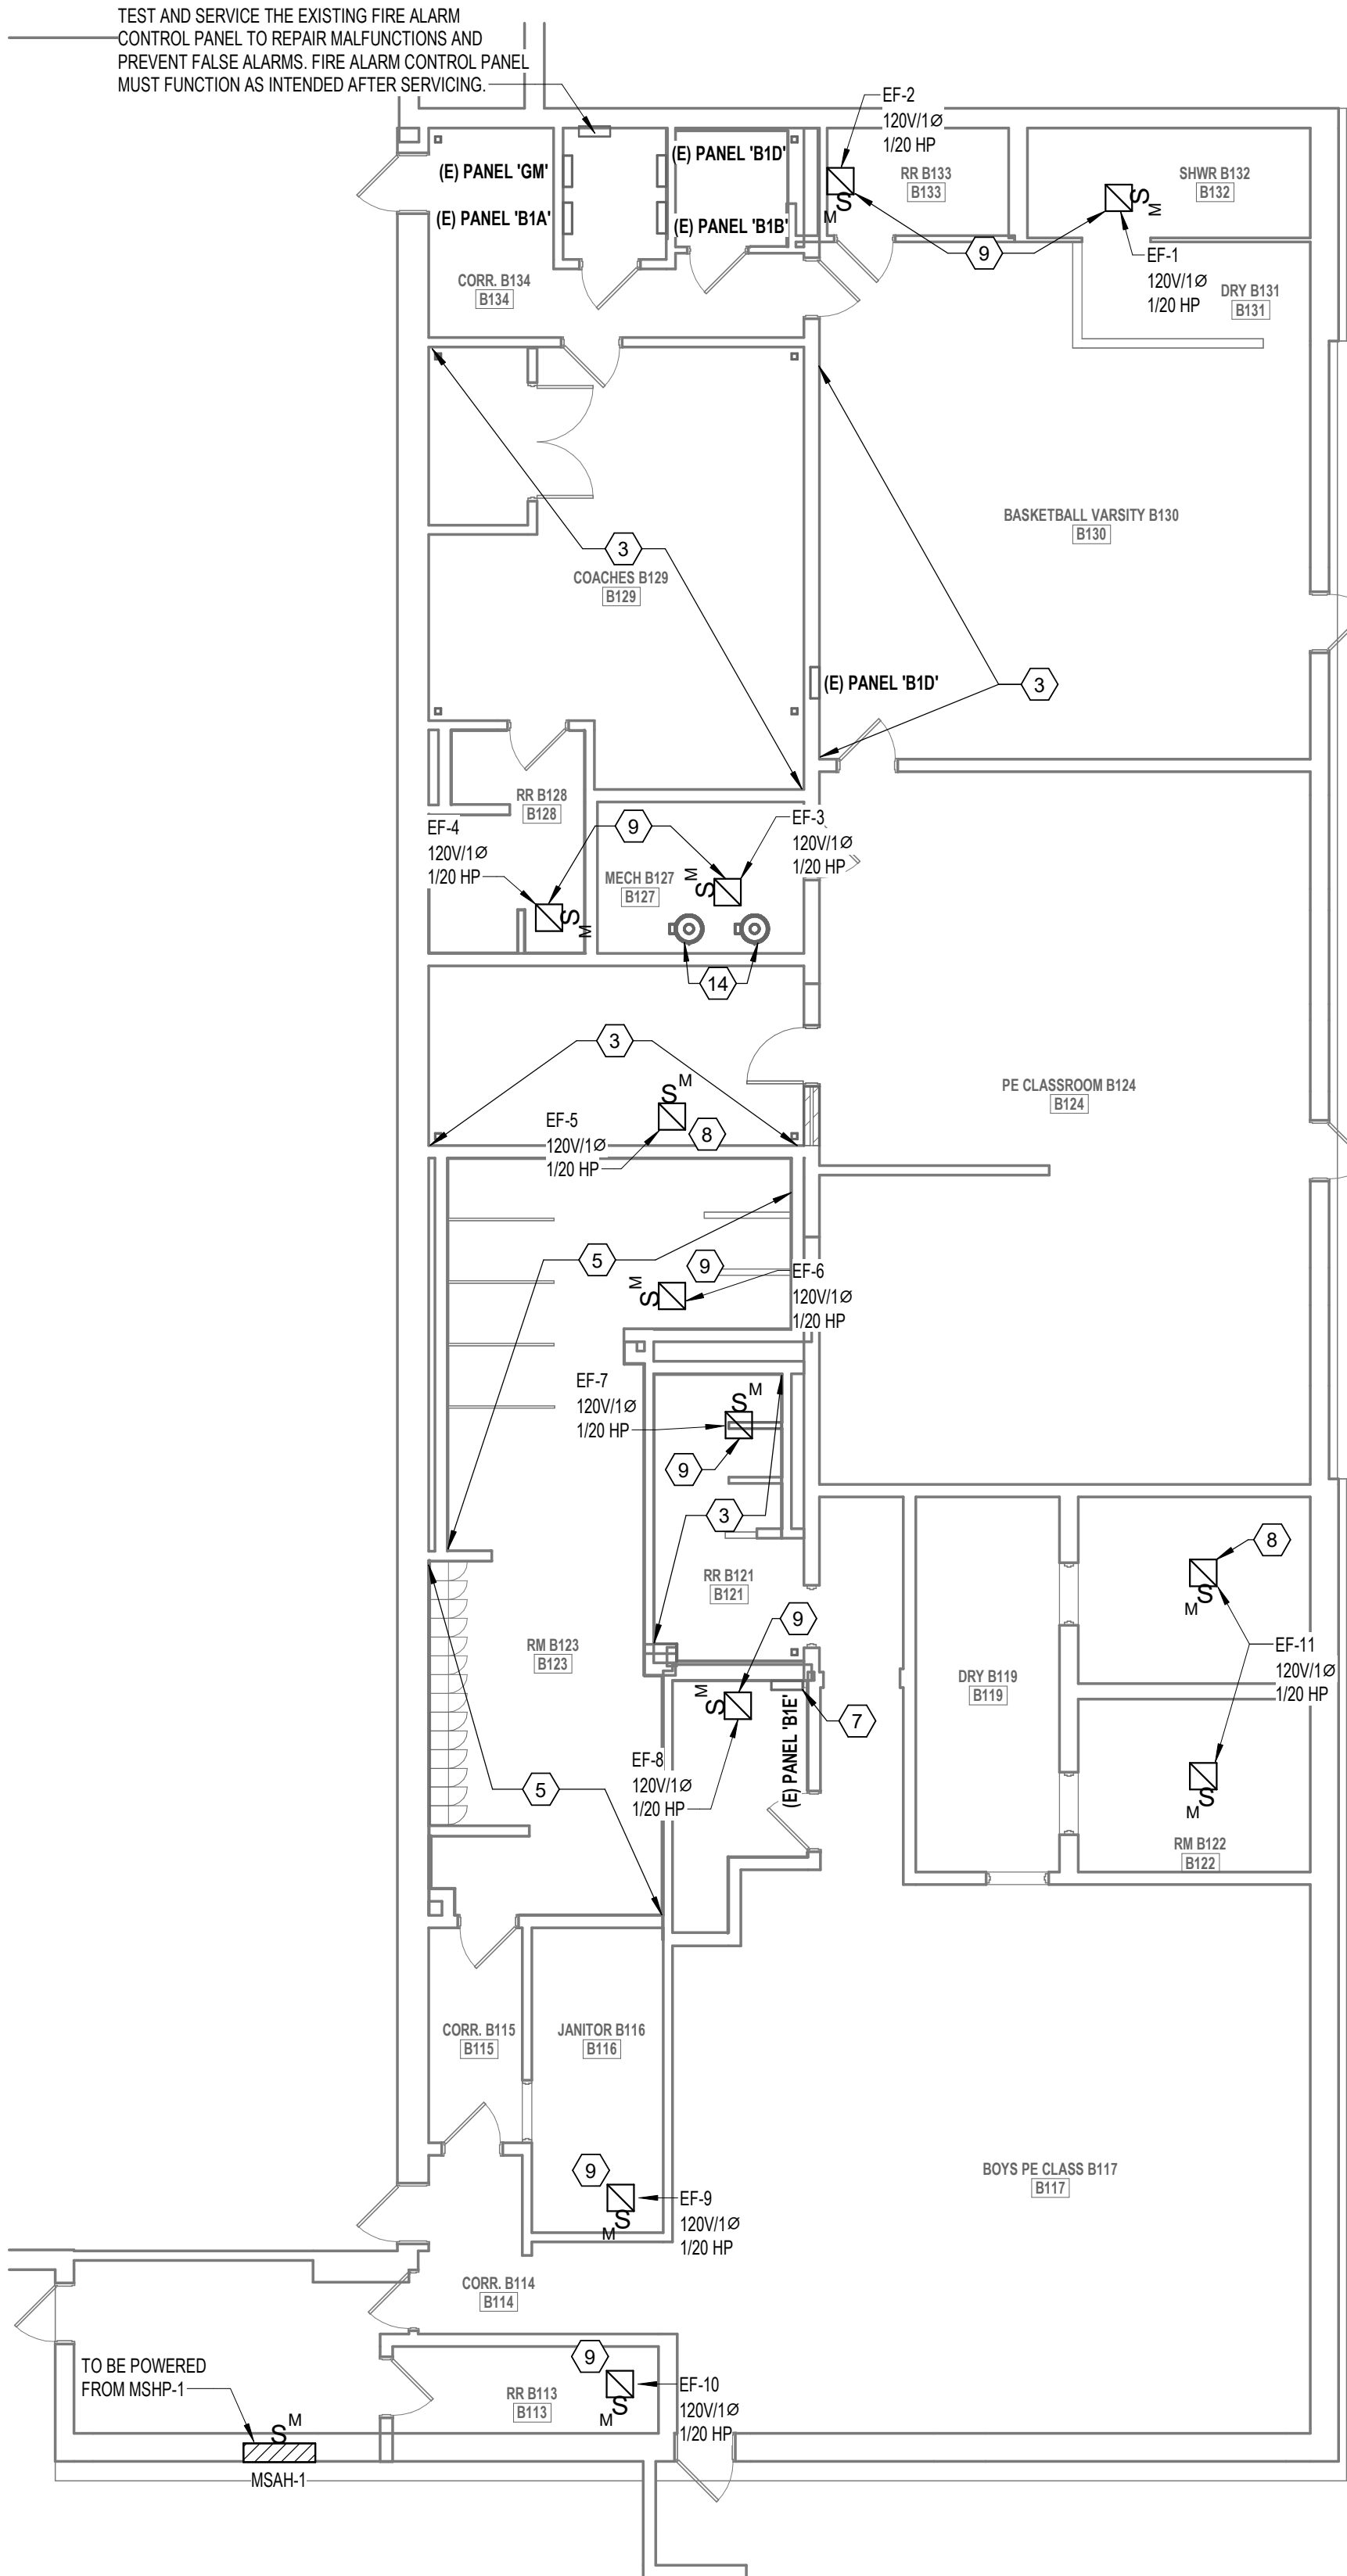 TEST AND SERVICE THE EXISTING FIRE ALARM
CONTROL PANEL TO REPAIR MALFUNCTIONS AND
PREVENT FALSE ALARMS. FIRE ALARM CONTROL PANEL
MUST FUNCTION AS INTENDED AFTER SERVICING.
EF-2
120V/1Ø
1/20 HP
(E) PANEL 'GM'
(E) PANEL 'B1A'
(E) PANEL 'B1D'
(E) PANEL 'B1B'
S
M
RR B133
B133
SHWR B132
B132
S
M
9
EF-1
120V/1Ø
1/20 HP
DRY B131
B131
CORR. B134
B134
BASKETBALL VARSITY B130
B130
3
COACHES B129
B129
(E) PANEL 'B1D'
3
RR B128
B128
EF-4
120V/1Ø
1/20 HP
9
S
M
MECH B127
B127
S
M
EF-3
120V/1Ø
1/20 HP
14
3
S
M
EF-5
120V/1Ø
1/20 HP
8
PE CLASSROOM B124
B124
5
9
S
M
EF-6
120V/1Ø
1/20 HP
EF-7
120V/1Ø
1/20 HP
S
M
9
3
RR B121
B121
8
S
M
EF-11
120V/1Ø
1/20 HP
RM B123
B123
9
S
M
(E) PANEL 'B1E'
7
DRY B119
B119
EF-8
120V/1Ø
1/20 HP
5
S
M
RM B122
B122
CORR. B115
B115
JANITOR B116
B116
BOYS PE CLASS B117
B117
9
S
M
EF-9
120V/1Ø
1/20 HP
CORR. B114
B114
TO BE POWERED
FROM MSHP-1
S
M
MSAH-1
RR B113
B113
9
S
M
EF-10
120V/1Ø
1/20 HP